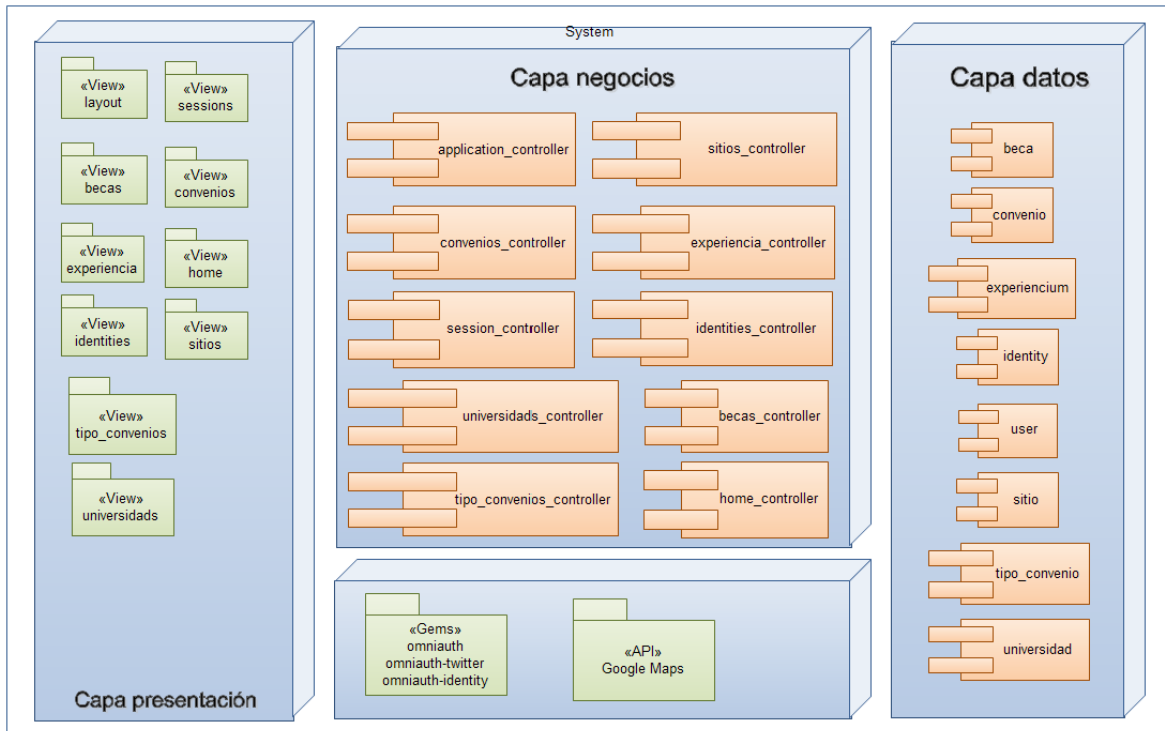 System
«View»
layout
«View»
sessions
«View»
becas
«View»
convenios
«View»
experiencia
«View»
home
«View»
identities
«View»
sitios
«View»
tipo_convenios
«View»
universidads
Capa presentación
Capa negocios
application_controller
sitios_controller
convenios_controller
experiencia_controller
session_controller
identities_controller
universidads_controller
becas_controller
tipo_convenios_controller
home_controller
«Gems»
omniauth
omniauth-twitter
omniauth-identity
«API»
Google Maps
Capa datos
beca
convenio
experiencium
identity
user
sitio
tipo_convenio
universidad